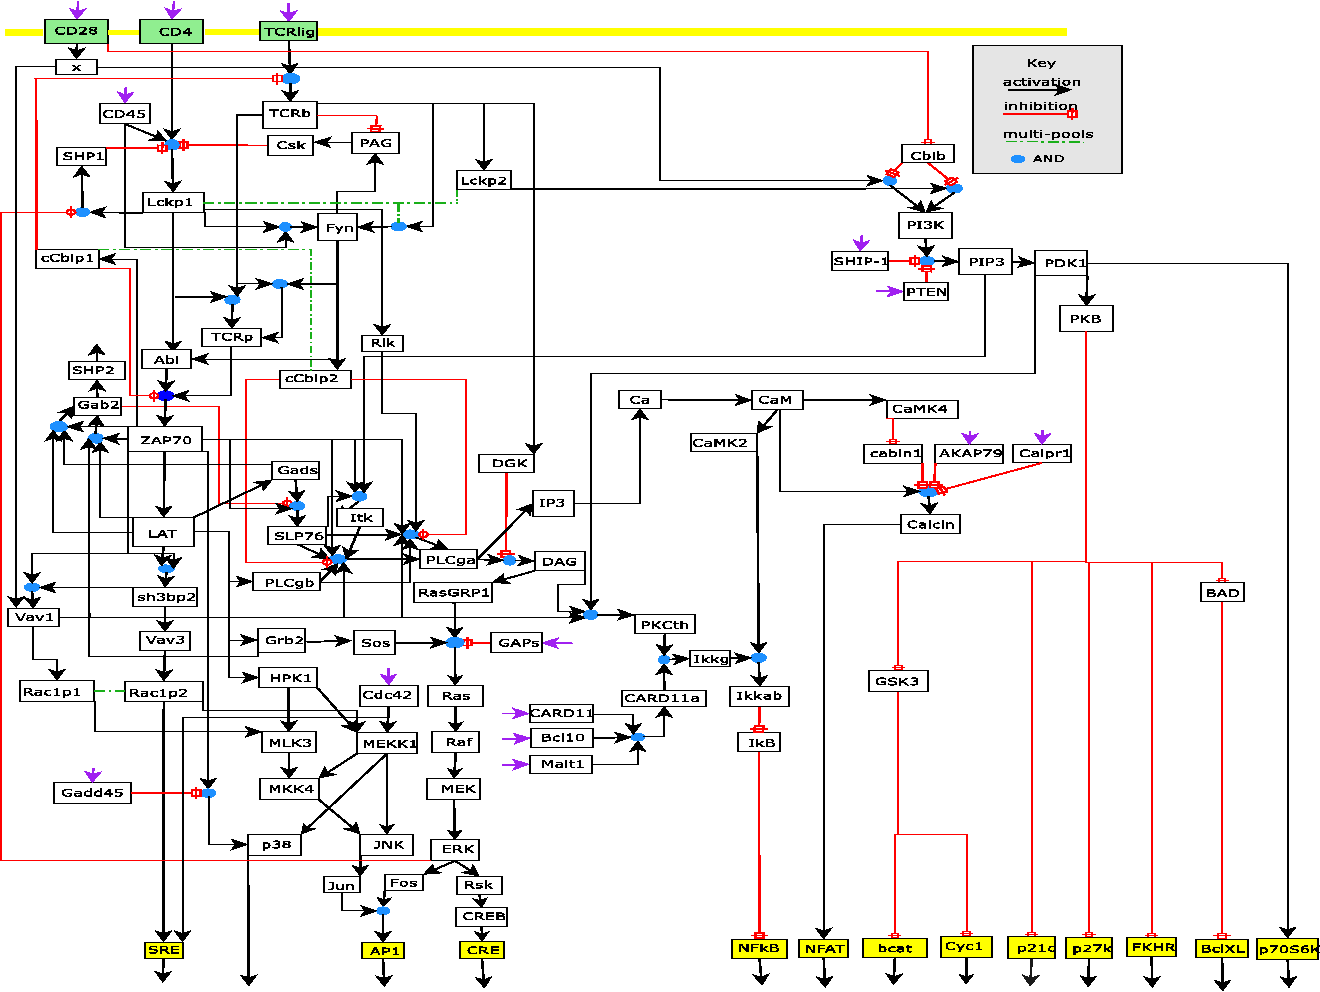 CD28
CD4
TCRlig
Key
activation
inhibition
multi-pools
AND
x
CD45
TCRb
Csk
PAG
SHP1
Cblb
Lckp2
Lckp1
Fyn
PI3K
cCblp1
SHIP-1
PIP3
PDK1
PTEN
PKB
TCRp
Rlk
Abl
SHP2
cCblp2
Gab2
Ca
CaM
CaMK4
ZAP70
CaMK2
cabin1
AKAP79
Calpr1
Gads
DGK
IP3
Itk
LAT
SLP76
Calcin
PLCga
DAG
PLCgb
RasGRP1
sh3bp2
BAD
Vav1
PKCth
Vav3
Grb2
Sos
GAPs
Ikkg
HPK1
GSK3
Rac1p1
Rac1p2
Cdc42
Ras
CARD11a
Ikkab
CARD11
MLK3
MEKK1
Raf
Bcl10
IkB
Malt1
Gadd45
MKK4
MEK
p38
JNK
ERK
Jun
Fos
Rsk
CREB
SRE
AP1
CRE
NFkB
NFAT
bcat
Cyc1
p21c
p27k
FKHR
BclXL
p70S6K